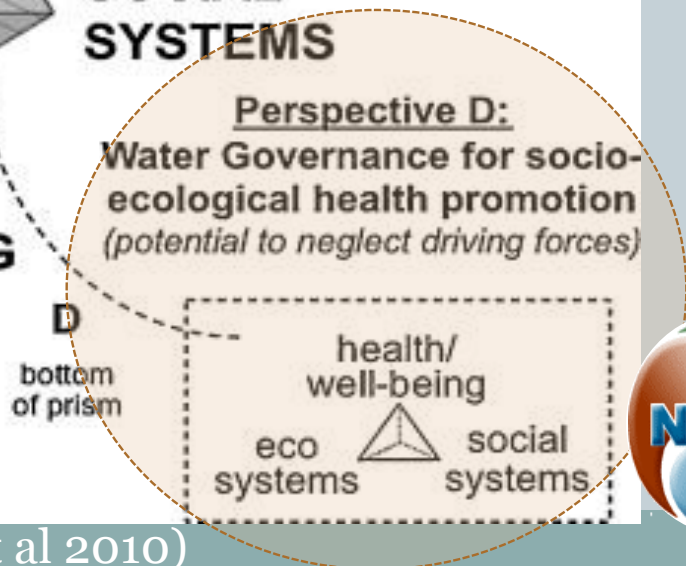 SYSTEMS
Perspective D:
Water Governance for socio-
ecological health promotion
(potential to neglect driving forces)
G
D
bottom
of prism
health/
well-being
eco
systems
social
systems
al 2010)
N